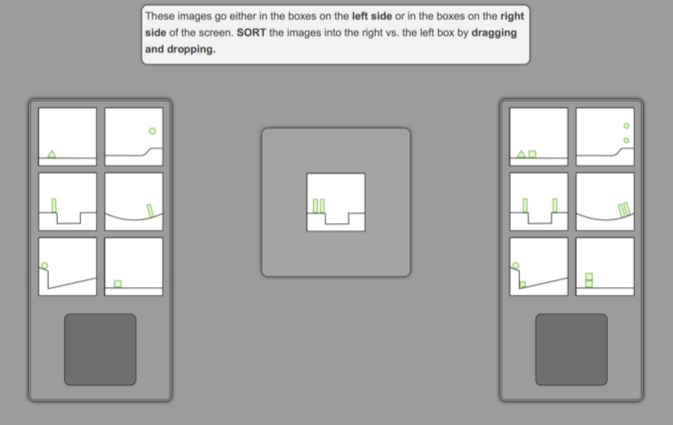 These images go either in the boxes on the left side or in the boxes on the right
side of the screen. SORT the images into the right vs. the left box by dragging
and dropping.